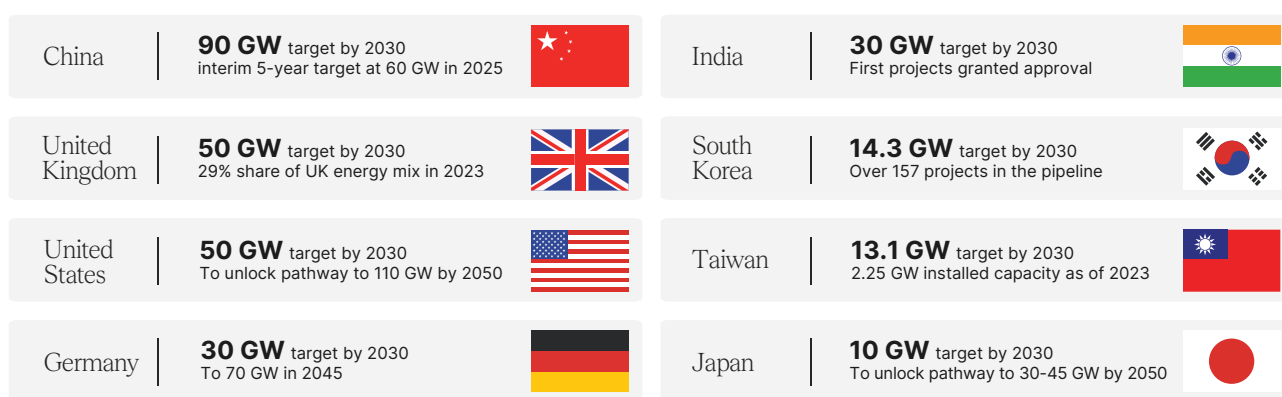 China
90 GW target by 2030
interim 5-year target at 60 GW in 2025
India
30 GW target by 2030
First projects granted approval
United
Kingdom
50 GW target by 2030
29% share of UK energy mix in 2023
South
Korea
14.3 GW target by 2030
Over 157 projects in the pipeline
United
States
50 GW target by 2030
To unlock pathway to 110 GW by 2050
Taiwan
13.1 GW target by 2030
2.25 GW installed capacity as of 2023
Germany
30 GW target by 2030
To 70 GW in 2045
Japan
10 GW target by 2030
To unlock pathway to 30-45 GW by 2050